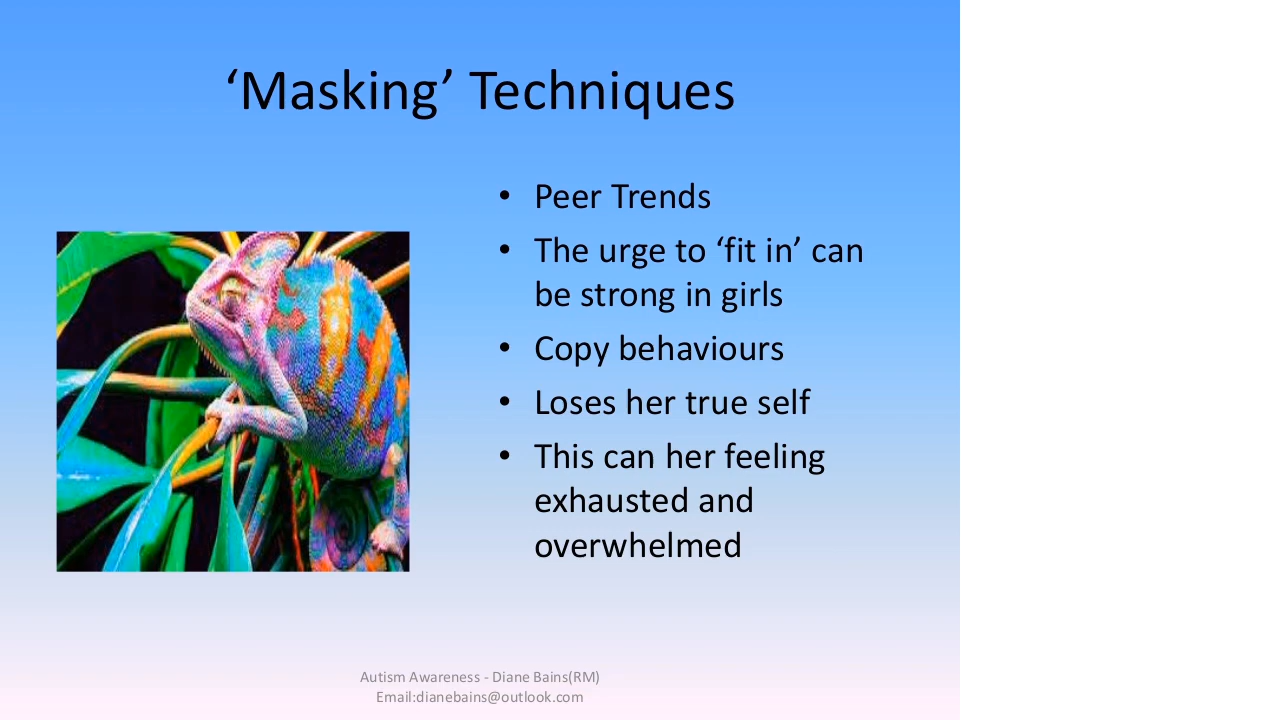 ‘Masking’ Techniques
• Peer Trends
• The urge to ‘fit in’ can
be strong in girls
• Copy behaviours
• Loses her true self
• This can her feeling
exhausted and
overwhelmed
Autism Awareness - Diane Bains(RM)
Email:dianebains@outlook.com